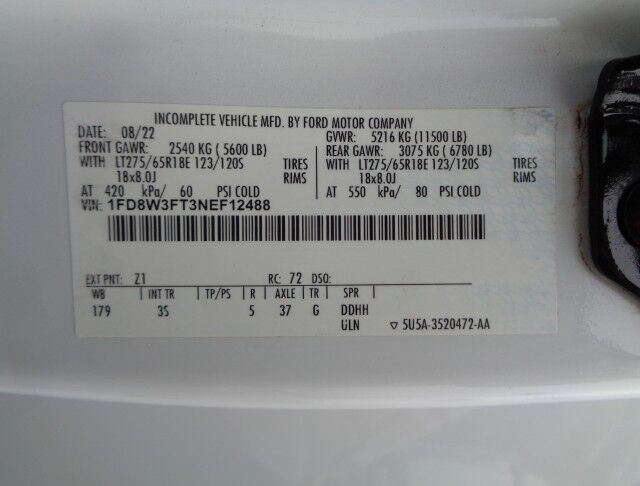 INCOMPLETE VEHICLE MFD. BY FORD MOTOR COMPANY
DATE: 08/22 GVWR: 5216 KG (11500 LB)
FRONT GAWR: 2540 KG ( 5600 LB) REAR GAWR: 3075 KG ( 6780 LB)
WITH LT275/65R18E 123/120S TIRES WITH LT275/65R18E 123/120S TIRES
18x8.0J RIMS 18x8.0J RIMS
AT 420 kPa/ 60 PSI COLD AT 550 kPa/ 80 PSI COLD
VIN: 1FD8W3FT3NEF12488
EXT PNT: Z1 RC: 72 DSO:
WB INT TR TP/PS R AXLE TR SPR
179 3S 5 37 G DDHH
ULN ▽ 5U5A-3520472-AA